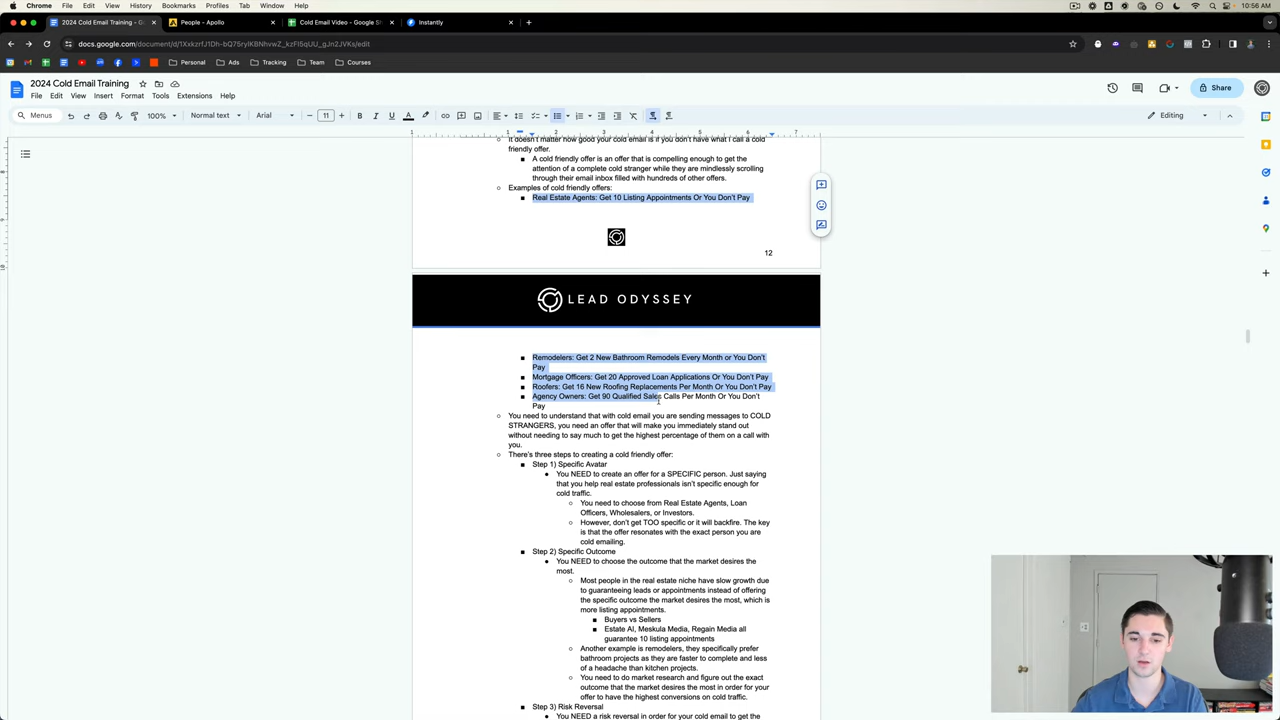 Chrome File Edit View History Bookmarks Profiles Tab Window Help
10:56 AM
2024 Cold Email Training - Go
People - Apollo
Cold Email Video - Google Sh
Instantly
docs.google.com/document/d/
Personal Ads Tracking Team Courses
2024 Cold Email Training
File Edit View Insert Format Tools Extensions Help
Share
Menus 100% Normal text Arial 11 Editing
It doesn't matter how good your cold email is if you don't have what I call a cold
friendly offer.
A cold friendly offer is an offer that is compelling enough to get the
attention of a complete cold stranger while they are mindlessly scrolling
through their email inbox filled with hundreds of other offers.
Examples of cold friendly offers:
Real Estate Agents: Get 10 Listing Appointments Or You Don't Pay
12
LEAD ODYSSEY
Remodelers: Get 2 New Bathroom Remodels Every Month or You Don't
Pay
Mortgage Officers: Get 20 Approved Loan Applications Or You Don't Pay
Roofers: Get 16 New Roofing Replacements Per Month Or You Don't Pay
Agency Owners: Get 90 Qualified Sales Calls Per Month Or You Don't
Pay
You need to understand that with cold email you are sending messages to COLD
STRANGERS, you need an offer that will make you immediately stand out
without needing to say much to get the highest percentage of them on a call with
you.
There's three steps to creating a cold friendly offer:
Step 1) Specific Avatar
You NEED to create an offer for a SPECIFIC person. Just saying
that you help real estate professionals isn't specific enough for
cold traffic.
You need to choose from Real Estate Agents, Loan
Officers, Wholesalers, or Investors.
However, don't get TOO specific or it will backfire. The key
is that the offer resonates with the exact person you are
cold emailing.
Step 2) Specific Outcome
You NEED to choose the outcome that the market desires the
most.
Most people in the real estate niche have slow growth due
to guaranteeing leads or appointments instead of offering
the specific outcome the market desires the most, which is
more listing appointments.
Buyers vs Sellers
Estate AI, Meskula Media, Regain Media all
guarantee 10 listing appointments
Another example is remodelers, they specifically prefer
bathroom projects as they are faster to complete and less
of a headache than kitchen projects.
You need to do market research and figure out the exact
outcome that the market desires the most in order for your
offer to have the highest conversions on cold traffic.
Step 3) Risk Reversal
You NEED a risk reversal in order for your cold email to get the